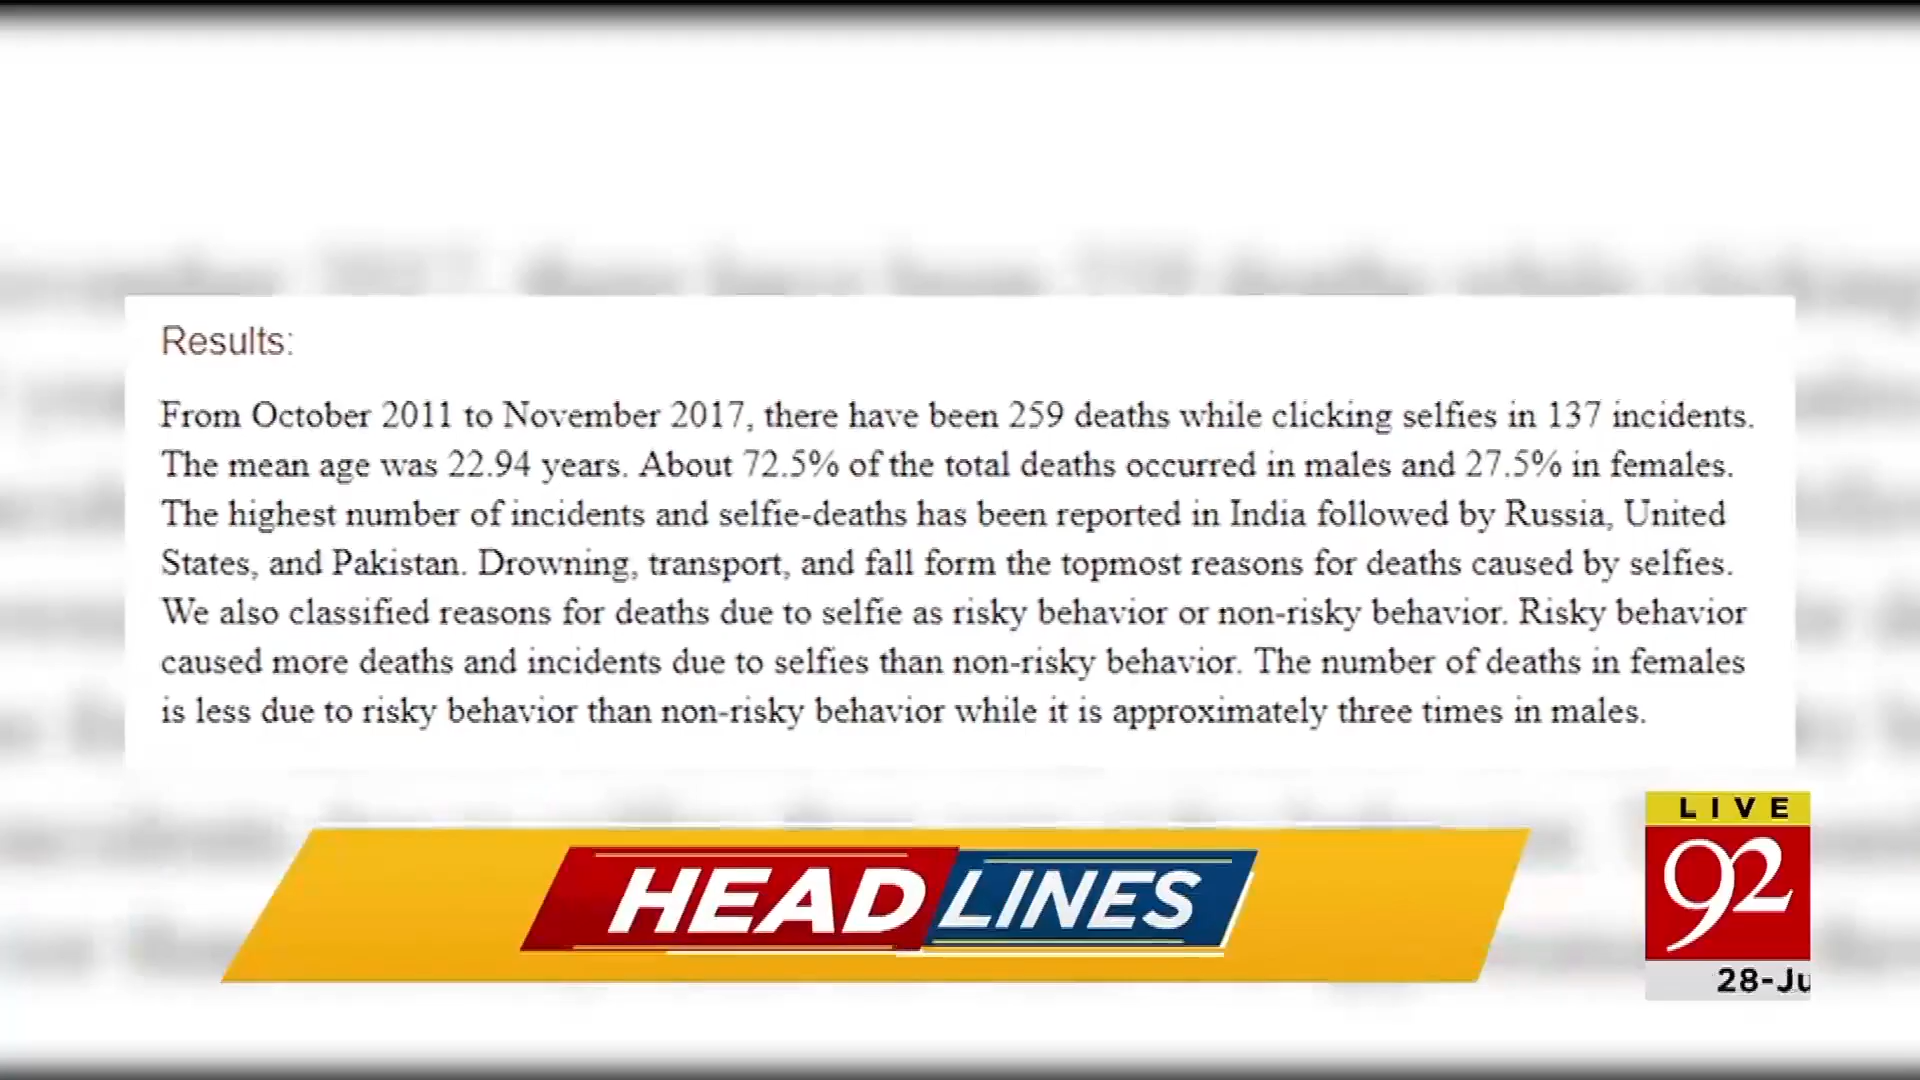 Results:
From October 2011 to November 2017, there have been 259 deaths while clicking selfies in 137 incidents.
The mean age was 22.94 years. About 72.5% of the total deaths occurred in males and 27.5% in females.
The highest number of incidents and selfie-deaths has been reported in India followed by Russia, United
States, and Pakistan. Drowning, transport, and fall form the topmost reasons for deaths caused by selfies.
We also classified reasons for deaths due to selfie as risky behavior or non-risky behavior. Risky behavior
caused more deaths and incidents due to selfies than non-risky behavior. The number of deaths in females
is less due to risky behavior than non-risky behavior while it is approximately three times in males.
HEADLINES
LIVE
92
28-Ju